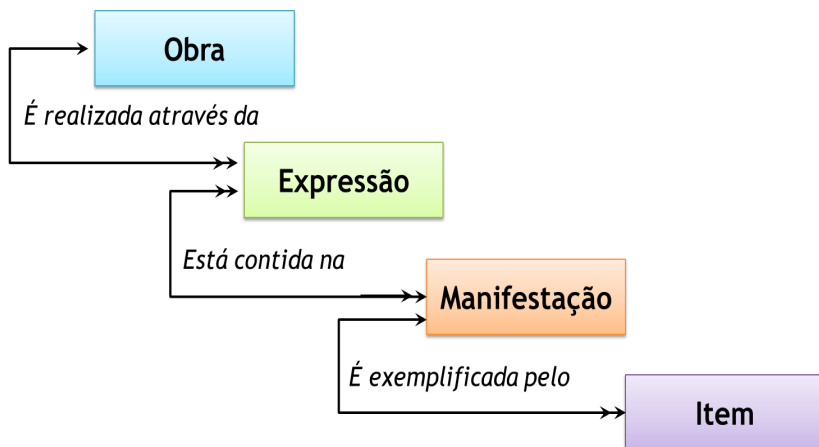 Obra
É realizada através da
Expressão
Está contida na
Manifestação
É exemplificada pelo
Item